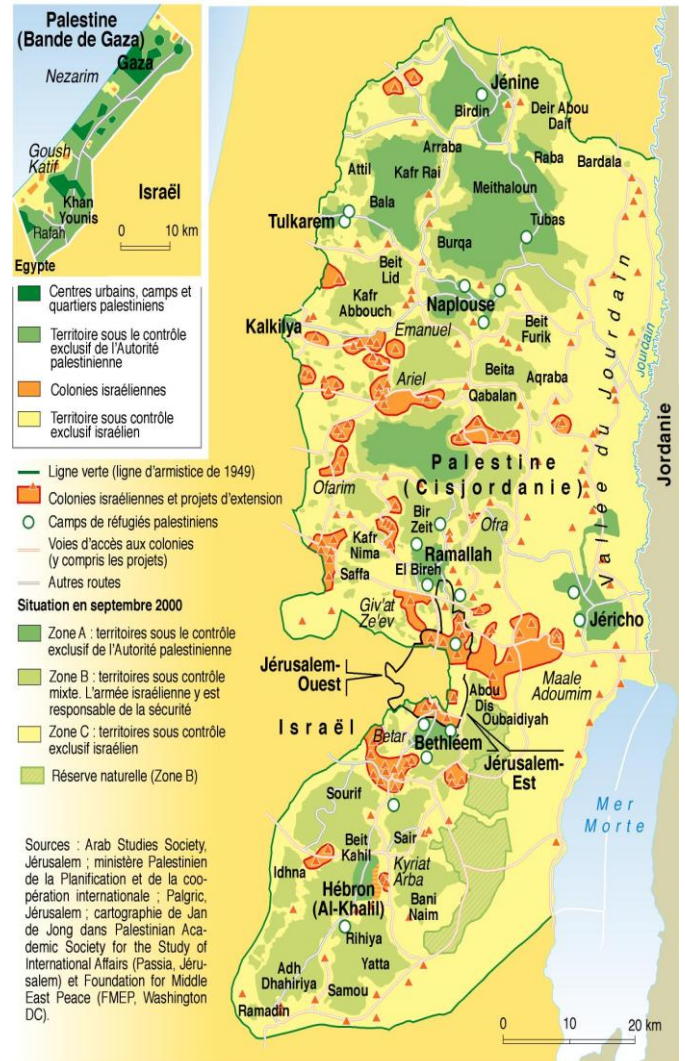 Palestine
(Bande de Gaza)
Gaza
Nezarim
Goush
Katif
Israël
Khan
Younis
Rafah
0 10 km
Egypte
Centres urbains, camps et
quartiers palestiniens
Territoire sous le contrôle
exclusif de l'Autorité
palestinienne
Colonies israéliennes
Territoire sous contrôle
exclusif israélien
Ligne verte (ligne d'armistice de 1949)
Colonies israéliennes et projets d'extension
Camps de réfugiés palestiniens
Voies d'accès aux colonies
(y compris les projets)
Autres routes
Situation en septembre 2000
Zone A : territoires sous le contrôle
exclusif de l'Autorité palestinienne
Zone B : territoires sous contrôle
mixte. L'armée israélienne y est
responsable de la sécurité
Zone C : territoires sous contrôle
exclusif israélien
Réserve naturelle (Zone B)
Sources : Arab Studies Society,
Jérusalem ; ministère Palestinien
de la Planification et de la coo-
pération internationale ; Palgric,
Jérusalem ; cartographie de Jan
de Jong dans Palestinian Aca-
demic Society for the Study of
International Affairs (Passia, Jéru-
salem) et Foundation for Middle
East Peace (FMEP, Washington
DC).
Jénine
Birdin
Deir Abou
Daif
Arraba
Raba
Bardala
Attil
Kafr Rai
Meithaloun
Bala
Tulkarem
Tubas
Burqa
Beit
Lid
Kafr
Abbouch
Naplouse
Kalkilya
Emanuel
Beit
Furik
Jourdain
Vallée du Jourdain
Jordanie
Ariel
Beita
Aqraba
Qabalan
Palestine
(Cisjordanie)
Ofarim
Bir
Zeit
Ofra
Kafr
Nima
Ramallah
Saffa
El Bireh
Giv'at
Ze'ev
Jéricho
Jérusalem-
Ouest
Maale
Adoumim
Abou
Dis
Oubaidiyah
Israël
Betar
Bethléem
Jérusalem-
Est
Sourif
Mer
Morte
Beit
Kahil
Sair
Idhna
Kyriat
Arba
Hébron
(Al-Khalil)
Bani
Naim
Rihiya
Yatta
Adh
Dhahiriya
Samou
Ramadin
0 10 20 km